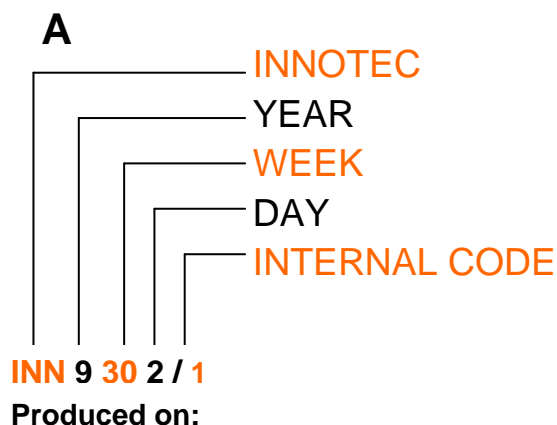 A
INNOTEC
YEAR
WEEK
DAY
INTERNAL CODE
INN 9 30 2 / 1
Produced on: